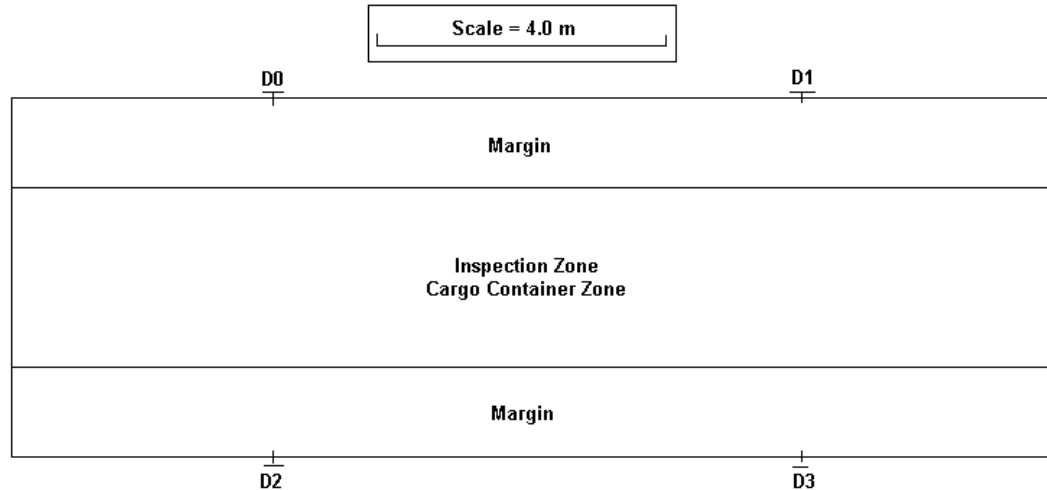 Scale = 4.0 m
D0
D1
Margin
Inspection Zone
Cargo Container Zone
Margin
D2
D3